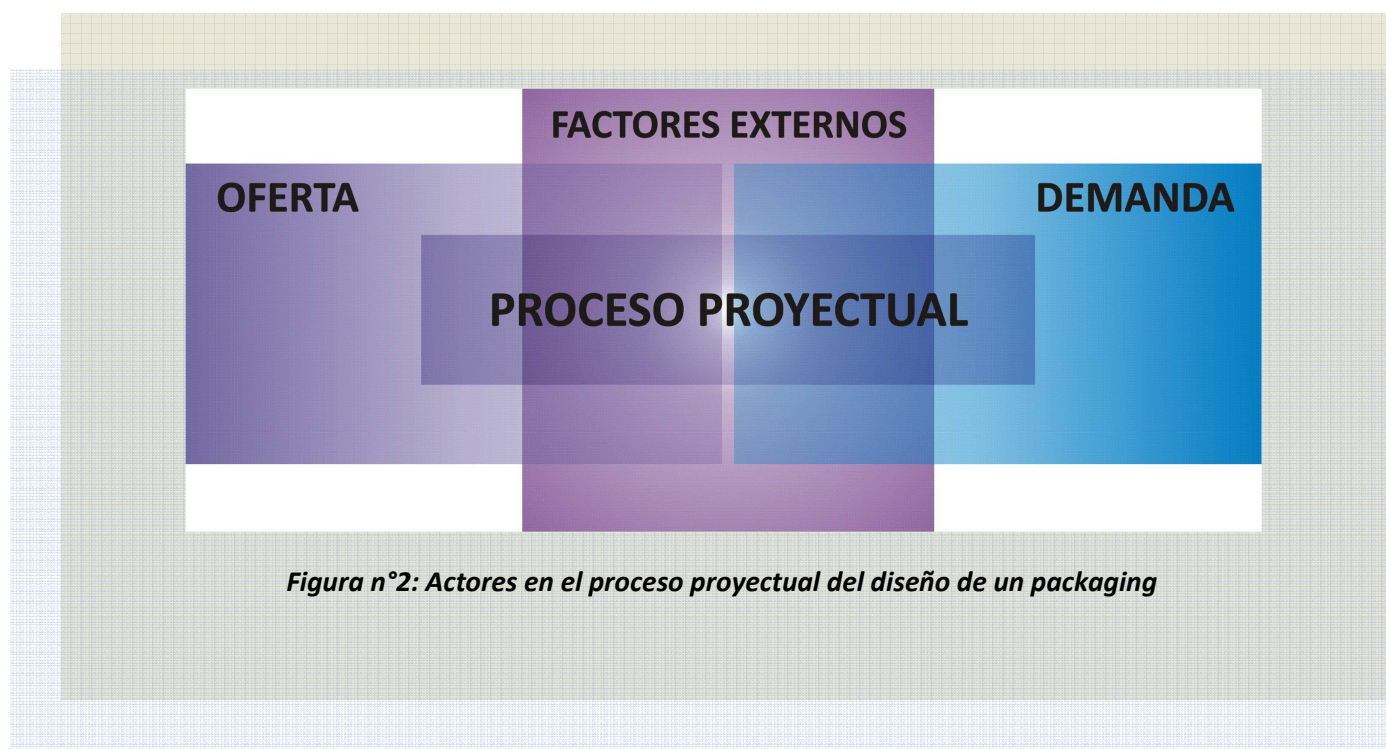 FACTORES EXTERNOS
OFERTA
DEMANDA
PROCESO PROYECTUAL
Figura n°2: Actores en el proceso proyectual del diseño de un packaging